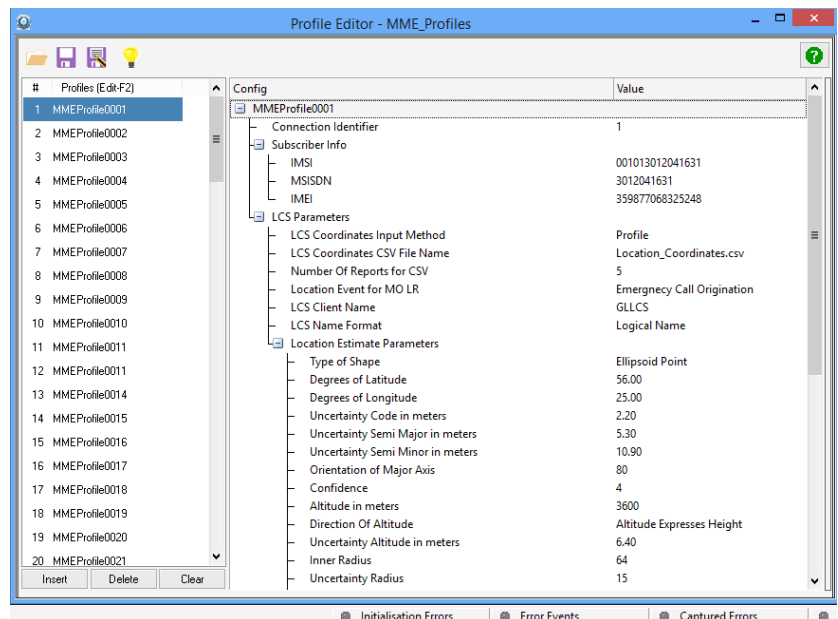 Profile Editor - MME_Profiles
# Profiles (Edit-F2)
1 MMEProfile0001
2 MMEProfile0002
3 MMEProfile0003
4 MMEProfile0004
5 MMEProfile0005
6 MMEProfile0006
7 MMEProfile0007
8 MMEProfile0008
9 MMEProfile0009
10 MMEProfile0010
11 MMEProfile0011
12 MMEProfile0011
13 MMEProfile0014
14 MMEProfile0015
15 MMEProfile0016
16 MMEProfile0017
17 MMEProfile0018
18 MMEProfile0019
19 MMEProfile0020
20 MMEProfile0021
Insert Delete Clear
Config Value
MMEProfile0001
Connection Identifier 1
Subscriber Info
IMSI 001013012041631
MSISDN 3012041631
IMEI 359877068325248
LCS Parameters
LCS Coordinates Input Method Profile
LCS Coordinates CSV File Name Location_Coordinates.csv
Number Of Reports for CSV 5
Location Event for MO LR Emergnecy Call Origination
LCS Client Name GLLCS
LCS Name Format Logical Name
Location Estimate Parameters
Type of Shape Ellipsoid Point
Degrees of Latitude 56.00
Degrees of Longitude 25.00
Uncertainty Code in meters 2.20
Uncertainty Semi Major in meters 5.30
Uncertainty Semi Minor in meters 10.90
Orientation of Major Axis 80
Confidence 4
Altitude in meters 3600
Direction Of Altitude Altitude Expresses Height
Uncertainty Altitude in meters 6.40
Inner Radius 64
Uncertainty Radius 15
Initialisation Errors Error Events Captured Errors